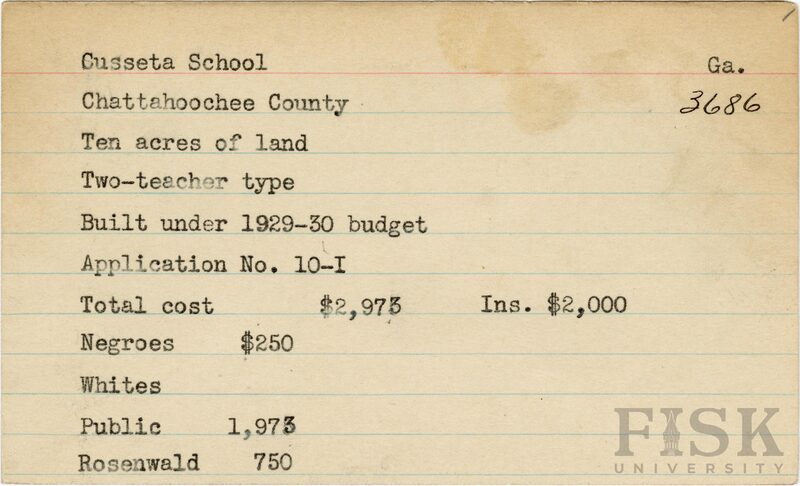 Cusseta School Ga.
Chattahoochee County 3686
Ten acres of land
Two-teacher type
Built under 1929-30 budget
Application No. 10-I
Total cost $2,973 Ins. $2,000
Negroes $250
Whites
Public 1,973
Rosenwald 750
FISK
UNIVERSITY